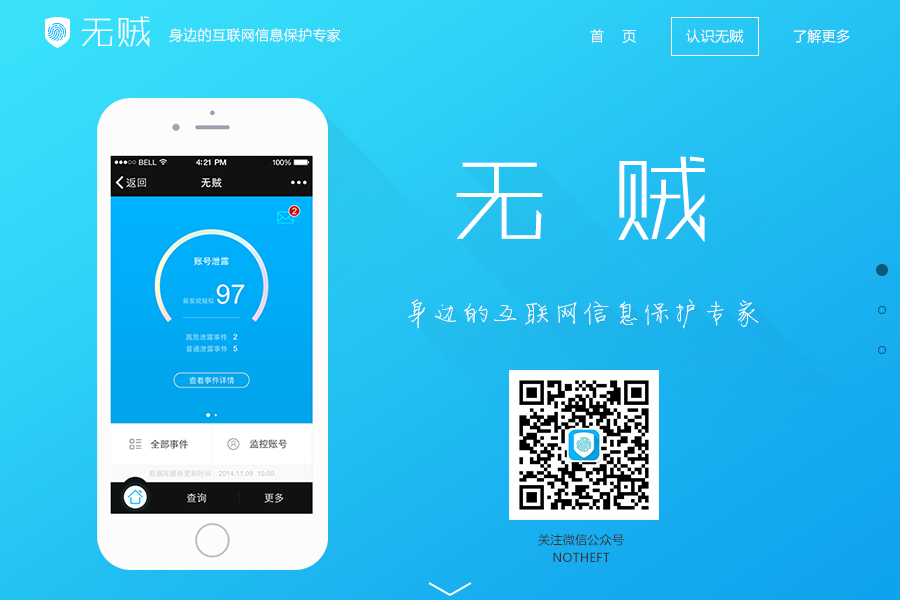 无贼 身边的互联网信息保护专家 首 页 认识无贼 了解更多
BELL 4:21 PM 100%
返回 无贼
2
账号泄露
新发现疑似 97
高危泄露事件 2
普通泄露事件 5
查看事件详情
全部事件 监控账号
数据库最新更新时间：2014.11.09 15:00
查询 更多
无 贼
身边的互联网信息保护专家
关注微信公众号
NOTHEFT